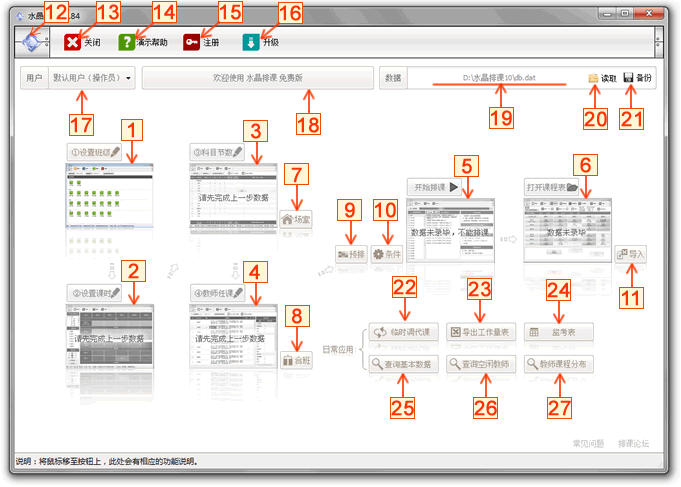 水晶
.84
12
13
14
15
16
关闭
演示帮助
注册
升级
用户
默认用户（操作员）
欢迎使用 水晶排课 免费版
数据
D:\水晶排课10\db.dat
读取
备份
17
18
19
20
21
1
3
5
6
①设置班级
③科目节数
开始排课
打开课程表
请先完成上一步数据
数据未录毕，不能排课
数据未录毕
7
场室
9
10
预排
条件
导入
11
2
4
②设置课时
④教师任课
请先完成上一步数据
请先完成上一步数据
8
合班
22
23
24
日常应用
临时调代课
导出工作量表
监考表
查询基本数据
查询空闲教师
教师课程分布
25
26
27
常见问题
排课论坛
说明：将鼠标移至按钮上，此处会有相应的功能说明。